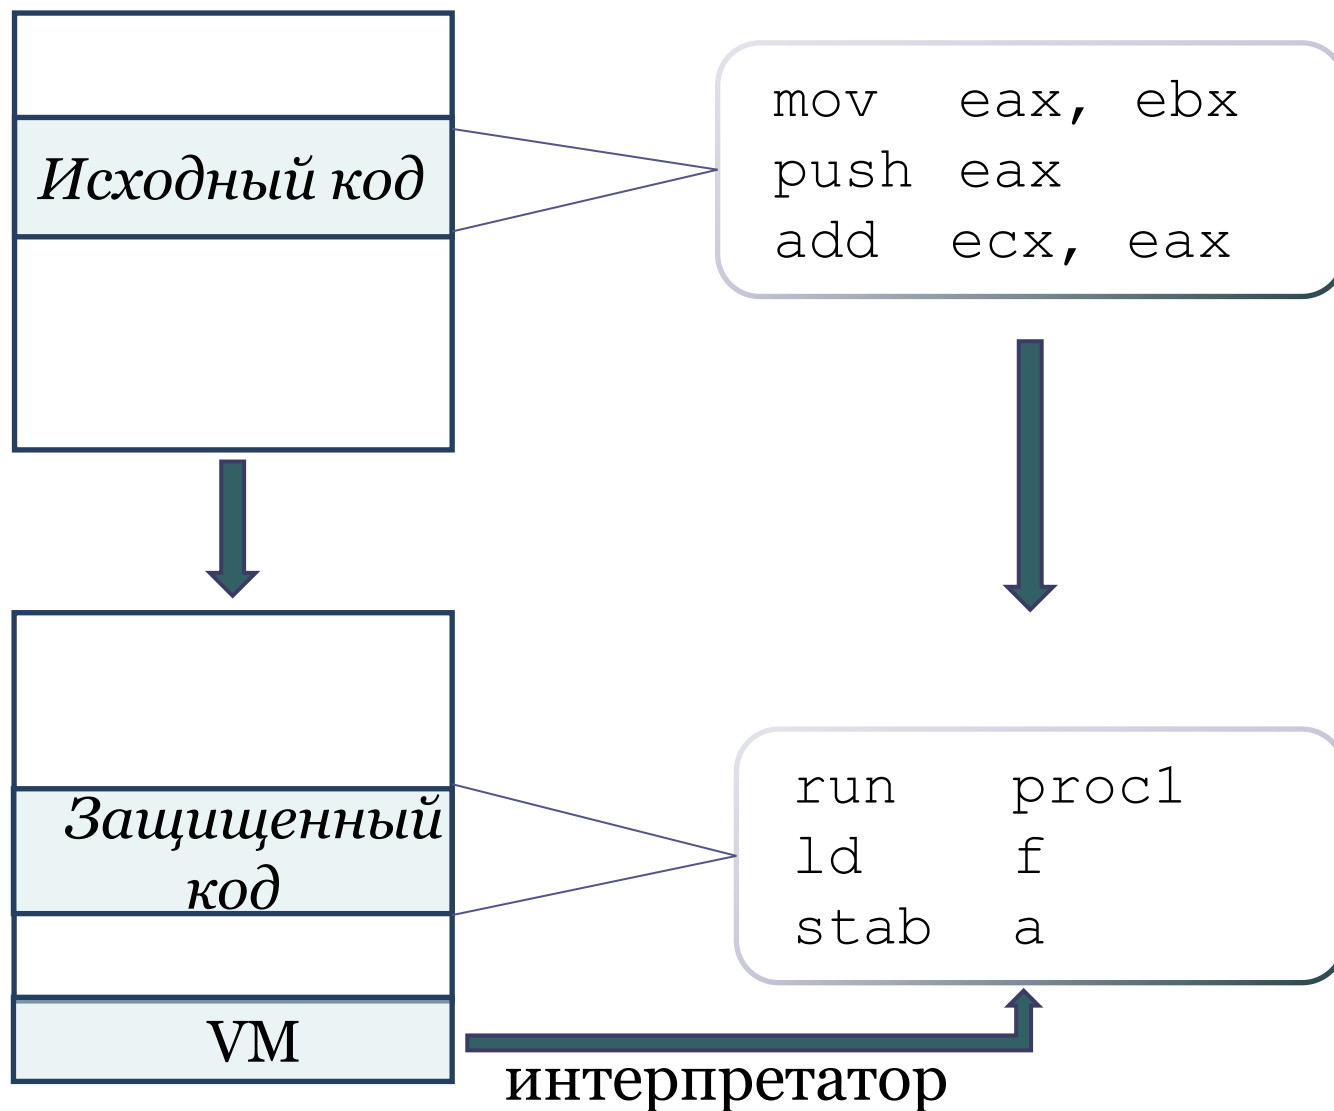 Исходный код
mov eax, ebx
push eax
add ecx, eax
Защищенный
код
run proc1
ld f
stab a
VM
интерпретатор